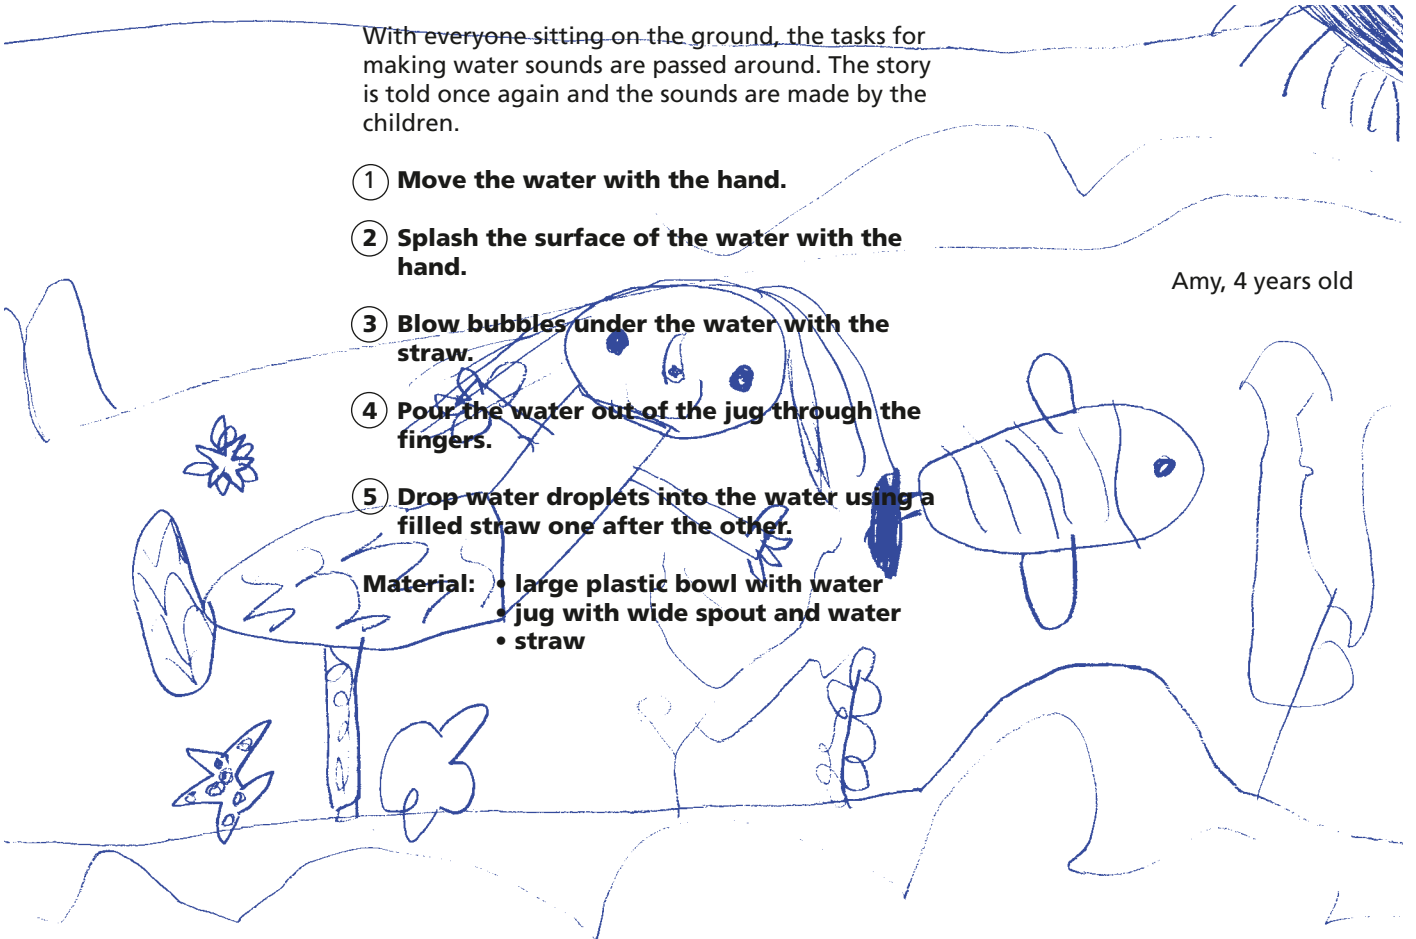 With everyone sitting on the ground, the tasks for
making water sounds are passed around. The story
is told once again and the sounds are made by the
children.
1 Move the water with the hand.
2 Splash the surface of the water with the
hand.
Amy, 4 years old
3 Blow bubbles under the water with the
straw.
4 Pour the water out of the jug through the
fingers.
5 Drop water droplets into the water using a
filled straw one after the other.
Material: • large plastic bowl with water
• jug with wide spout and water
• straw